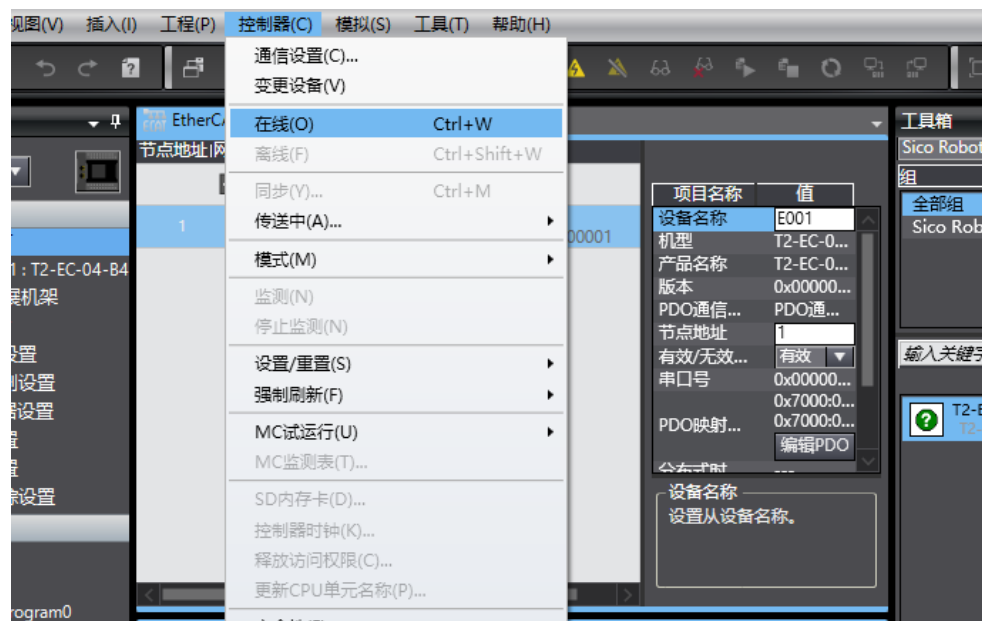 视图(V) 插入(I) 工程(P) 控制器(C) 模拟(S) 工具(T) 帮助(H)
通信设置(C)...
变更设备(V)
在线(O) Ctrl+W
离线(F) Ctrl+Shift+W
同步(Y)... Ctrl+M
传送中(A)...
模式(M)
监测(N)
停止监测(N)
设置/重置(S)
强制刷新(F)
MC试运行(U)
MC监测表(T)...
SD内存卡(D)...
控制器时钟(K)...
释放访问权限(C)...
更新CPU单元名称(P)...
1 : T2-EC-04-B4
展机架
设置
设置
设置
设置
rogram0
EtherC
节点地址|网
1
00001
项目名称 值
设备名称 E001
机型 T2-EC-0...
产品名称 T2-EC-0...
版本 0x00000...
PDO通信... PDO通...
节点地址 1
有效/无效... 有效
串口号 0x00000...
PDO映射... 0x7000:0...
0x7000:0...
编辑PDO
分布式时 ---
设备名称
设置从设备名称。
工具箱
Sico Robot
组
全部组
Sico Rob
输入关键字
T2-E
T2-